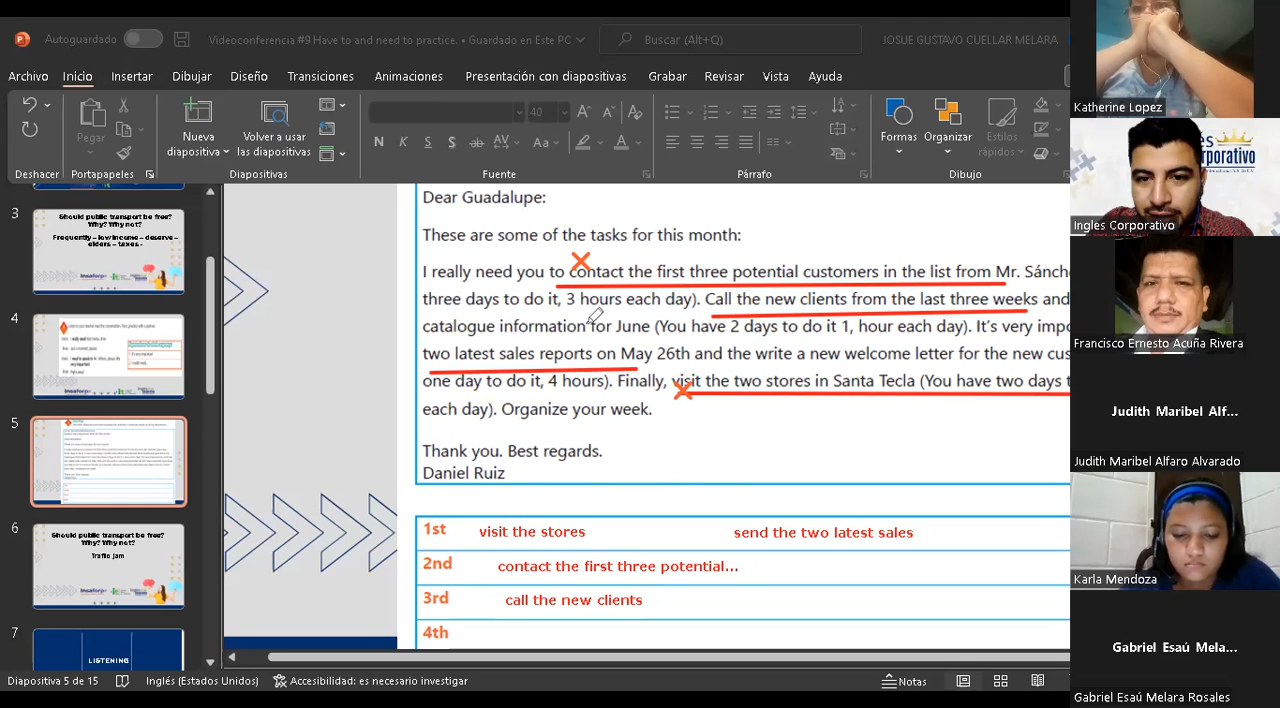 Autoguardado
Videoconferencia #9 Have to and need to practice. • Guardado en Este PC
Buscar (Alt+Q)
JOSUE GUSTAVO CUELLAR MELARA
Archivo Inicio Insertar Dibujar Diseño Transiciones Animaciones Presentación con diapositivas Grabar Revisar Vista Ayuda
Pegar
Nueva diapositiva
Volver a usar las diapositivas
40
N K S S ab AV Aa A
Formas
Organizar
Estilos rápidos
Deshacer Portapapeles Diapositivas Fuente Párrafo Dibujo
3
Should public transport be free?
Why? Why not?
Frequently – low income – deserve –
elders – taxes -
4
5
6
Should public transport be free?
Why? Why not?
Traffic jam
7
LISTENING
Dear Guadalupe:
These are some of the tasks for this month:
I really need you to contact the first three potential customers in the list from Mr. Sánch
three days to do it, 3 hours each day). Call the new clients from the last three weeks and
catalogue information for June (You have 2 days to do it 1, hour each day). It's very imp
two latest sales reports on May 26th and the write a new welcome letter for the new cu
one day to do it, 4 hours). Finally, visit the two stores in Santa Tecla (You have two days
each day). Organize your week.
Thank you. Best regards.
Daniel Ruiz
1st visit the stores send the two latest sales
2nd contact the first three potential...
3rd call the new clients
4th
Diapositiva 5 de 15
Inglés (Estados Unidos)
Accesibilidad: es necesario investigar
Notas
Katherine Lopez
Ingles Corporativo
Francisco Ernesto Acuña Rivera
Judith Maribel Alf...
Judith Maribel Alfaro Alvarado
Karla Mendoza
Gabriel Esaú Mela...
Gabriel Esaú Melara Rosales